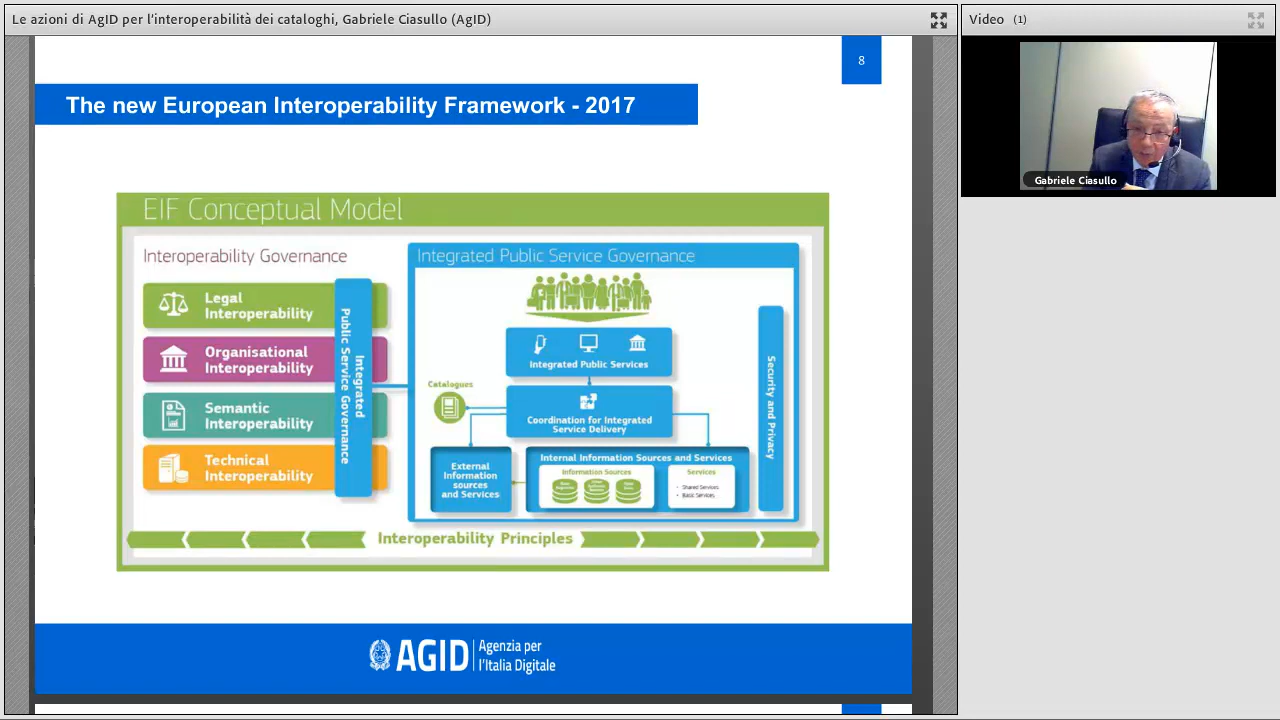 Le azioni di AgID per l'interoperabilità dei cataloghi, Gabriele Ciasullo (AgID)
Video (1)
8
The new European Interoperability Framework - 2017
EIF Conceptual Model
Interoperability Governance
Legal
Interoperability
Organisational
Interoperability
Semantic
Interoperability
Technical
Interoperability
Integrated
Public Service Governance
Integrated Public Service Governance
Integrated Public Services
Catalogues
Coordination for Integrated
Service Delivery
External
Information
sources
and Services
Internal Information Sources and Services
Information Sources
Services
• Shared Services
• Basic Services
Security and Privacy
Interoperability Principles
AGID
Agenzia per
l'Italia Digitale
Gabriele Ciasullo